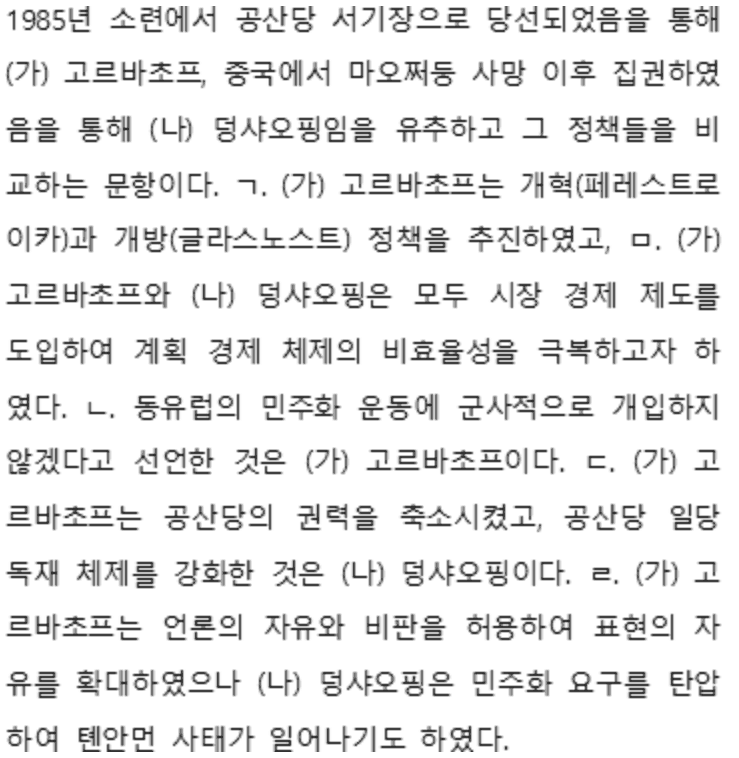 1985년 소련에서 공산당 서기장으로 당선되었음을 통해
(가) 고르바초프, 중국에서 마오쩌둥 사망 이후 집권하였
음을 통해 (나) 덩샤오핑임을 유추하고 그 정책들을 비
교하는 문항이다. ㄱ. (가) 고르바초프는 개혁(페레스트로
이카)과 개방(글라스노스트) 정책을 추진하였고, ㅁ. (가)
고르바초프와 (나) 덩샤오핑은 모두 시장 경제 제도를
도입하여 계획 경제 체제의 비효율성을 극복하고자 하
였다. ㄴ. 동유럽의 민주화 운동에 군사적으로 개입하지
않겠다고 선언한 것은 (가) 고르바초프이다. ㄷ. (가) 고
르바초프는 공산당의 권력을 축소시켰고, 공산당 일당
독재 체제를 강화한 것은 (나) 덩샤오핑이다. ㄹ. (가) 고
르바초프는 언론의 자유와 비판을 허용하여 표현의 자
유를 확대하였으나 (나) 덩샤오핑은 민주화 요구를 탄압
하여 톈안먼 사태가 일어나기도 하였다.